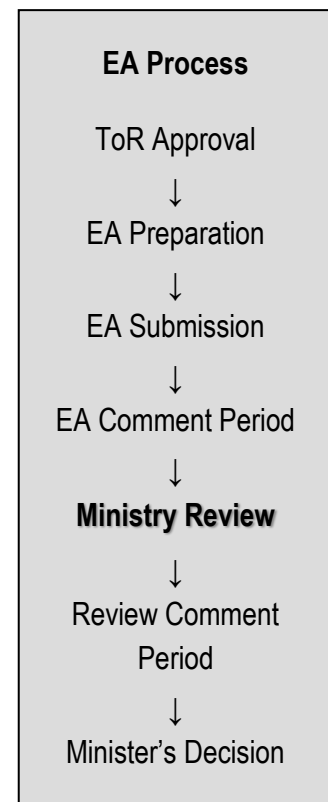 EA Process
ToR Approval
↓
EA Preparation
↓
EA Submission
↓
EA Comment Period
↓
Ministry Review
↓
Review Comment
Period
↓
Minister’s Decision